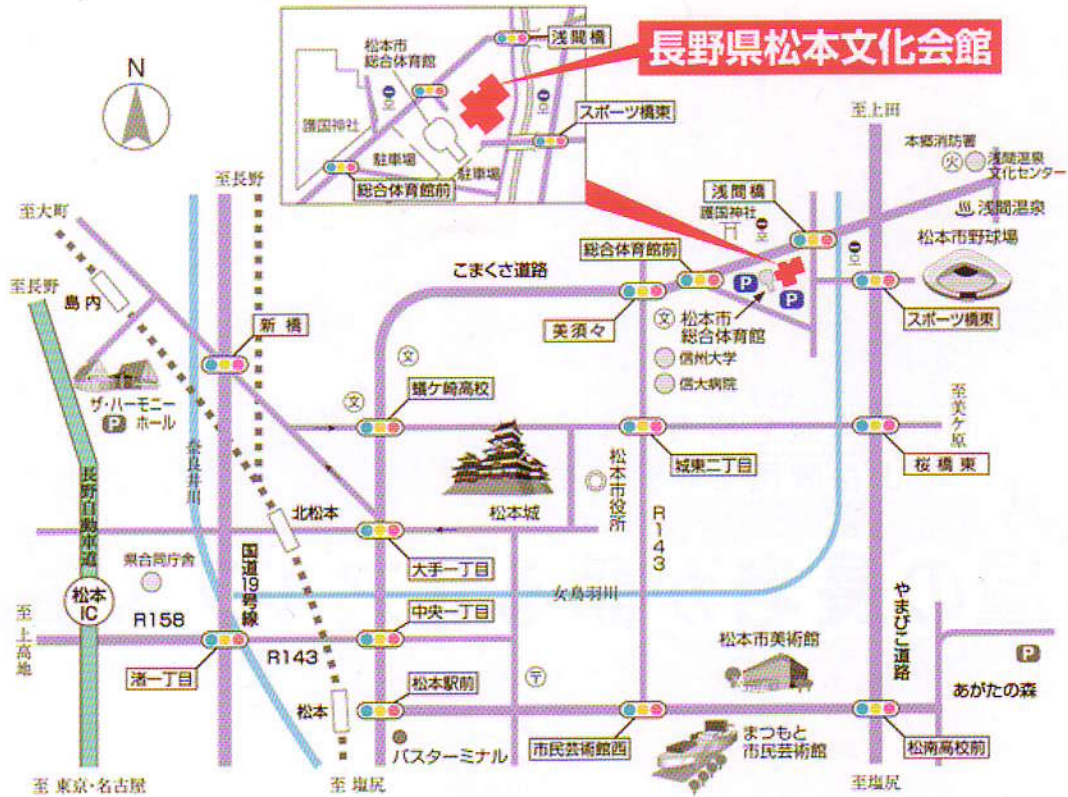 長野県松本文化会館
浅間橋
松本市
総合体育館
護国神社
スポーツ橋東
駐車場
駐車場
総合体育館前
N
至上田
本郷消防署
火
浅間温泉
文化センター
浅間橋
護国神社
浅間温泉
至長野
至大町
総合体育館前
松本市野球場
こまくさ道路
至長野
島内
P
P
新橋
美須々
文
松本市
総合体育館
スポーツ橋東
信州大学
文
信大病院
蟻ケ崎高校
文
ザ・ハーモニー
P ホール
至美ケ原
奈良井川
城東二丁目
桜橋東
長野自動車道
松本市役所
北松本
松本城
R143
県合同庁舎
国道19号線
大手一丁目
松本
IC
女鳥羽川
やまびこ道路
至上高地
R158
中央一丁目
R143
松本市美術館
P
渚一丁目
〒
あがたの森
松本
松本駅前
バスターミナル
市民芸術館西
まつもと
市民芸術館
松南高校前
至 東京・名古屋
至 塩尻
至塩尻